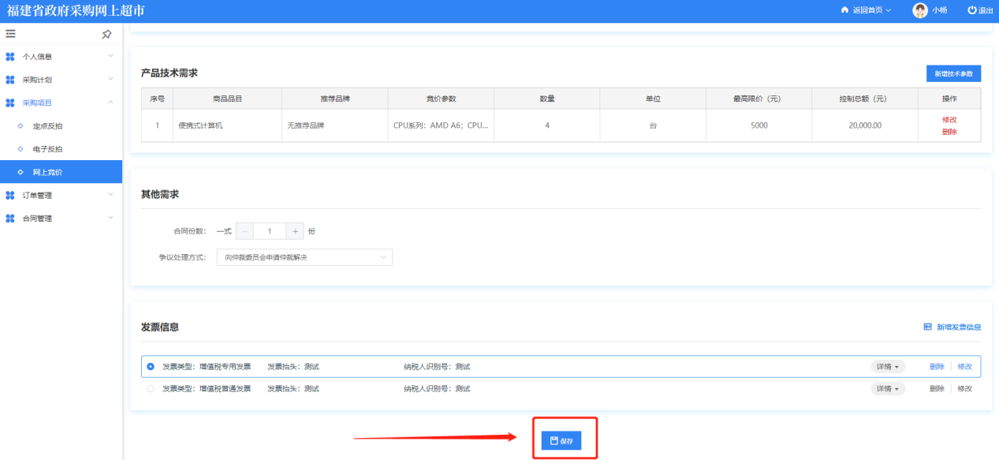 福建省政府采购网上超市
返回首页
小杨
退出
个人信息
采购计划
采购项目
定点反拍
电子反拍
网上竞价
订单管理
合同管理
产品技术需求
新增技术参数
序号 商品品目 推荐品牌 竞价参数 数量 单位 最高限价（元） 控制总额（元） 操作
1 便携式计算机 无推荐品牌 CPU系列：AMD A6；CPU... 4 台 5000 20,000.00 修改
删除
其他需求
合同份数： 一式 − 1 + 份
争议处理方式： 向仲裁委员会申请仲裁解决
发票信息
新增发票信息
发票类型：增值税专用发票 发票抬头：测试 纳税人识别号：测试 详情 删除 修改
发票类型：增值税普通发票 发票抬头：测试 纳税人识别号：测试 详情 删除 修改
保存